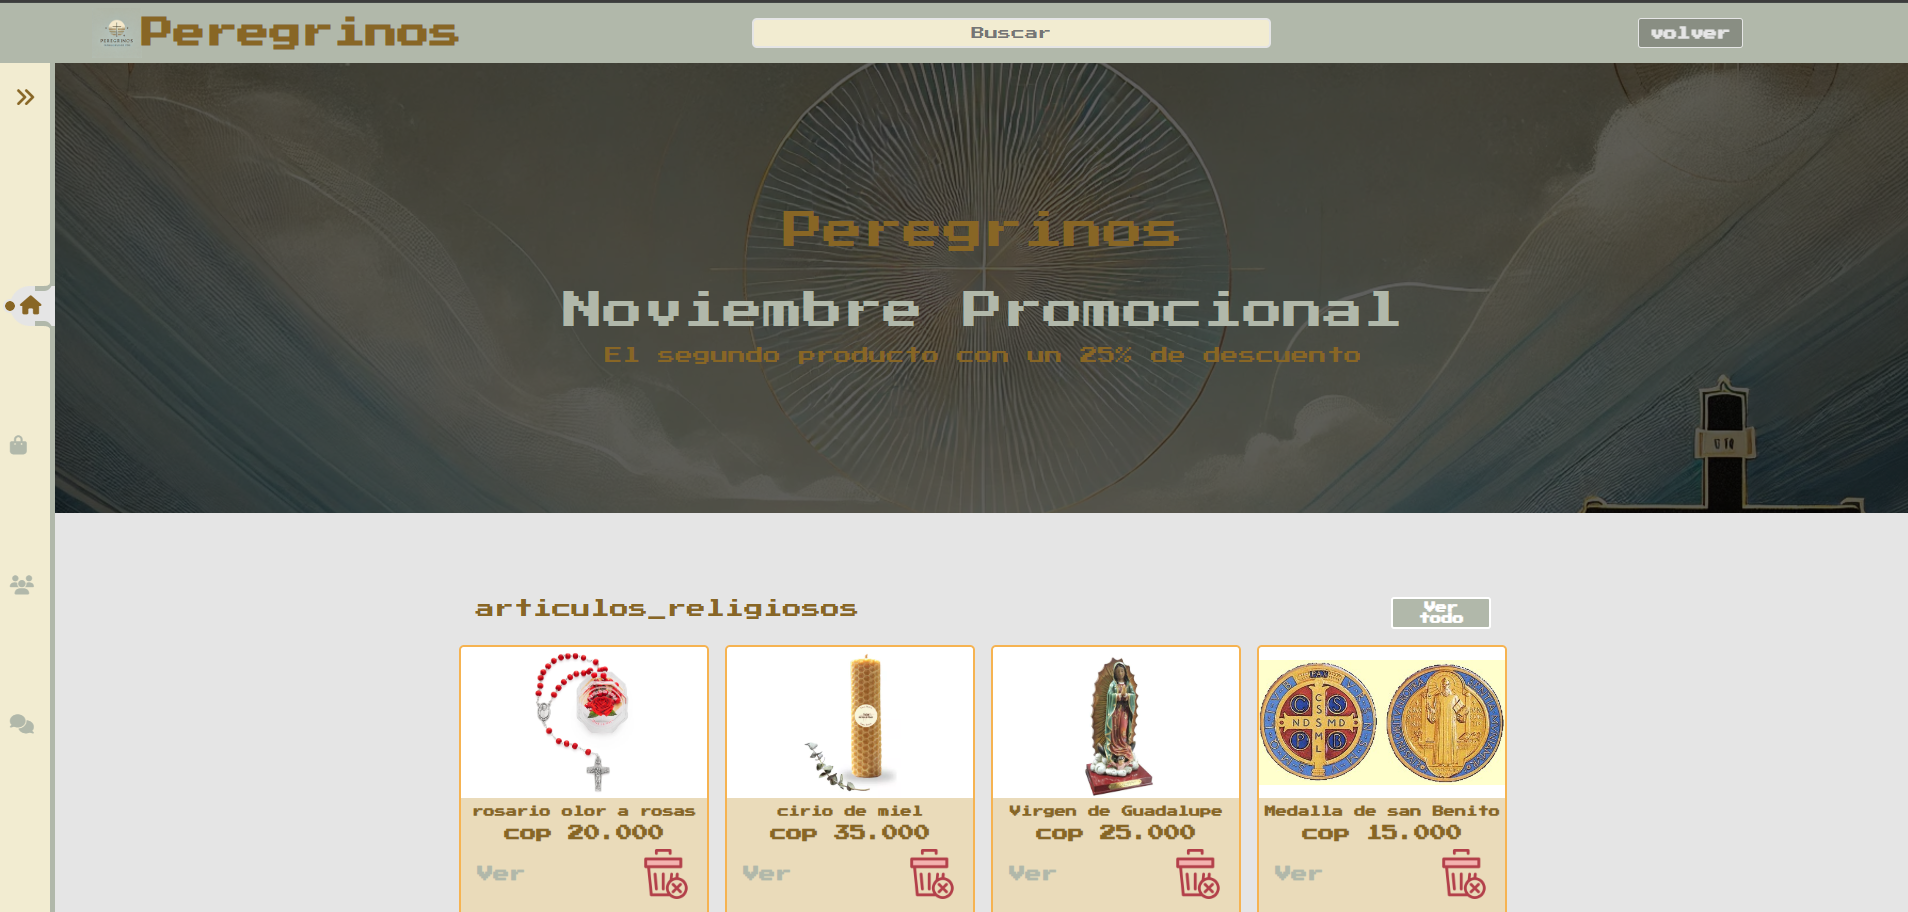 PEREGRINOS
Peregrinos
Buscar
volver
Peregrinos
Noviembre Promocional
El segundo producto con un 25% de descuento
articulos_religiosos
Ver
todo
rosario olor a rosas
cop 20.000
Ver
cirio de miel
cop 35.000
Ver
Virgen de Guadalupe
cop 25.000
Ver
C S
P B
C
S
S
N D S M D
M
L
Medalla de san Benito
cop 15.000
Ver